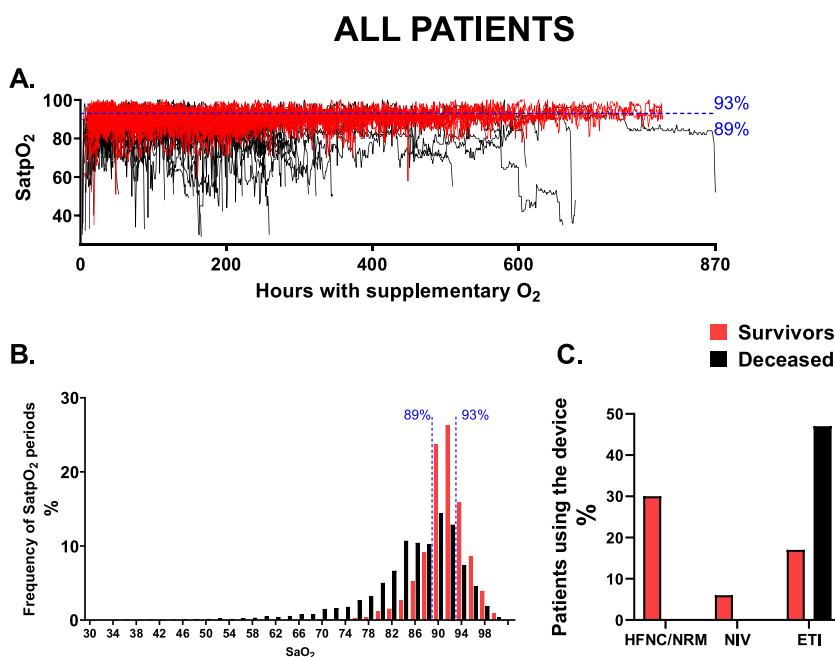 ALL PATIENTS
A.
SatpO2
100
80
60
40
93%
89%
0 200 400 600 870
Hours with supplementary O2
Survivors
Deceased
B.
Frequency of SatpO2 periods
%
30
20
10
0
89% 93%
30 34 38 42 46 52 54 58 62 66 70 74 78 82 86 90 94 98
SaO2
C.
Patients using the device
%
50
40
30
20
10
0
HFNC/NRM NIV ETI